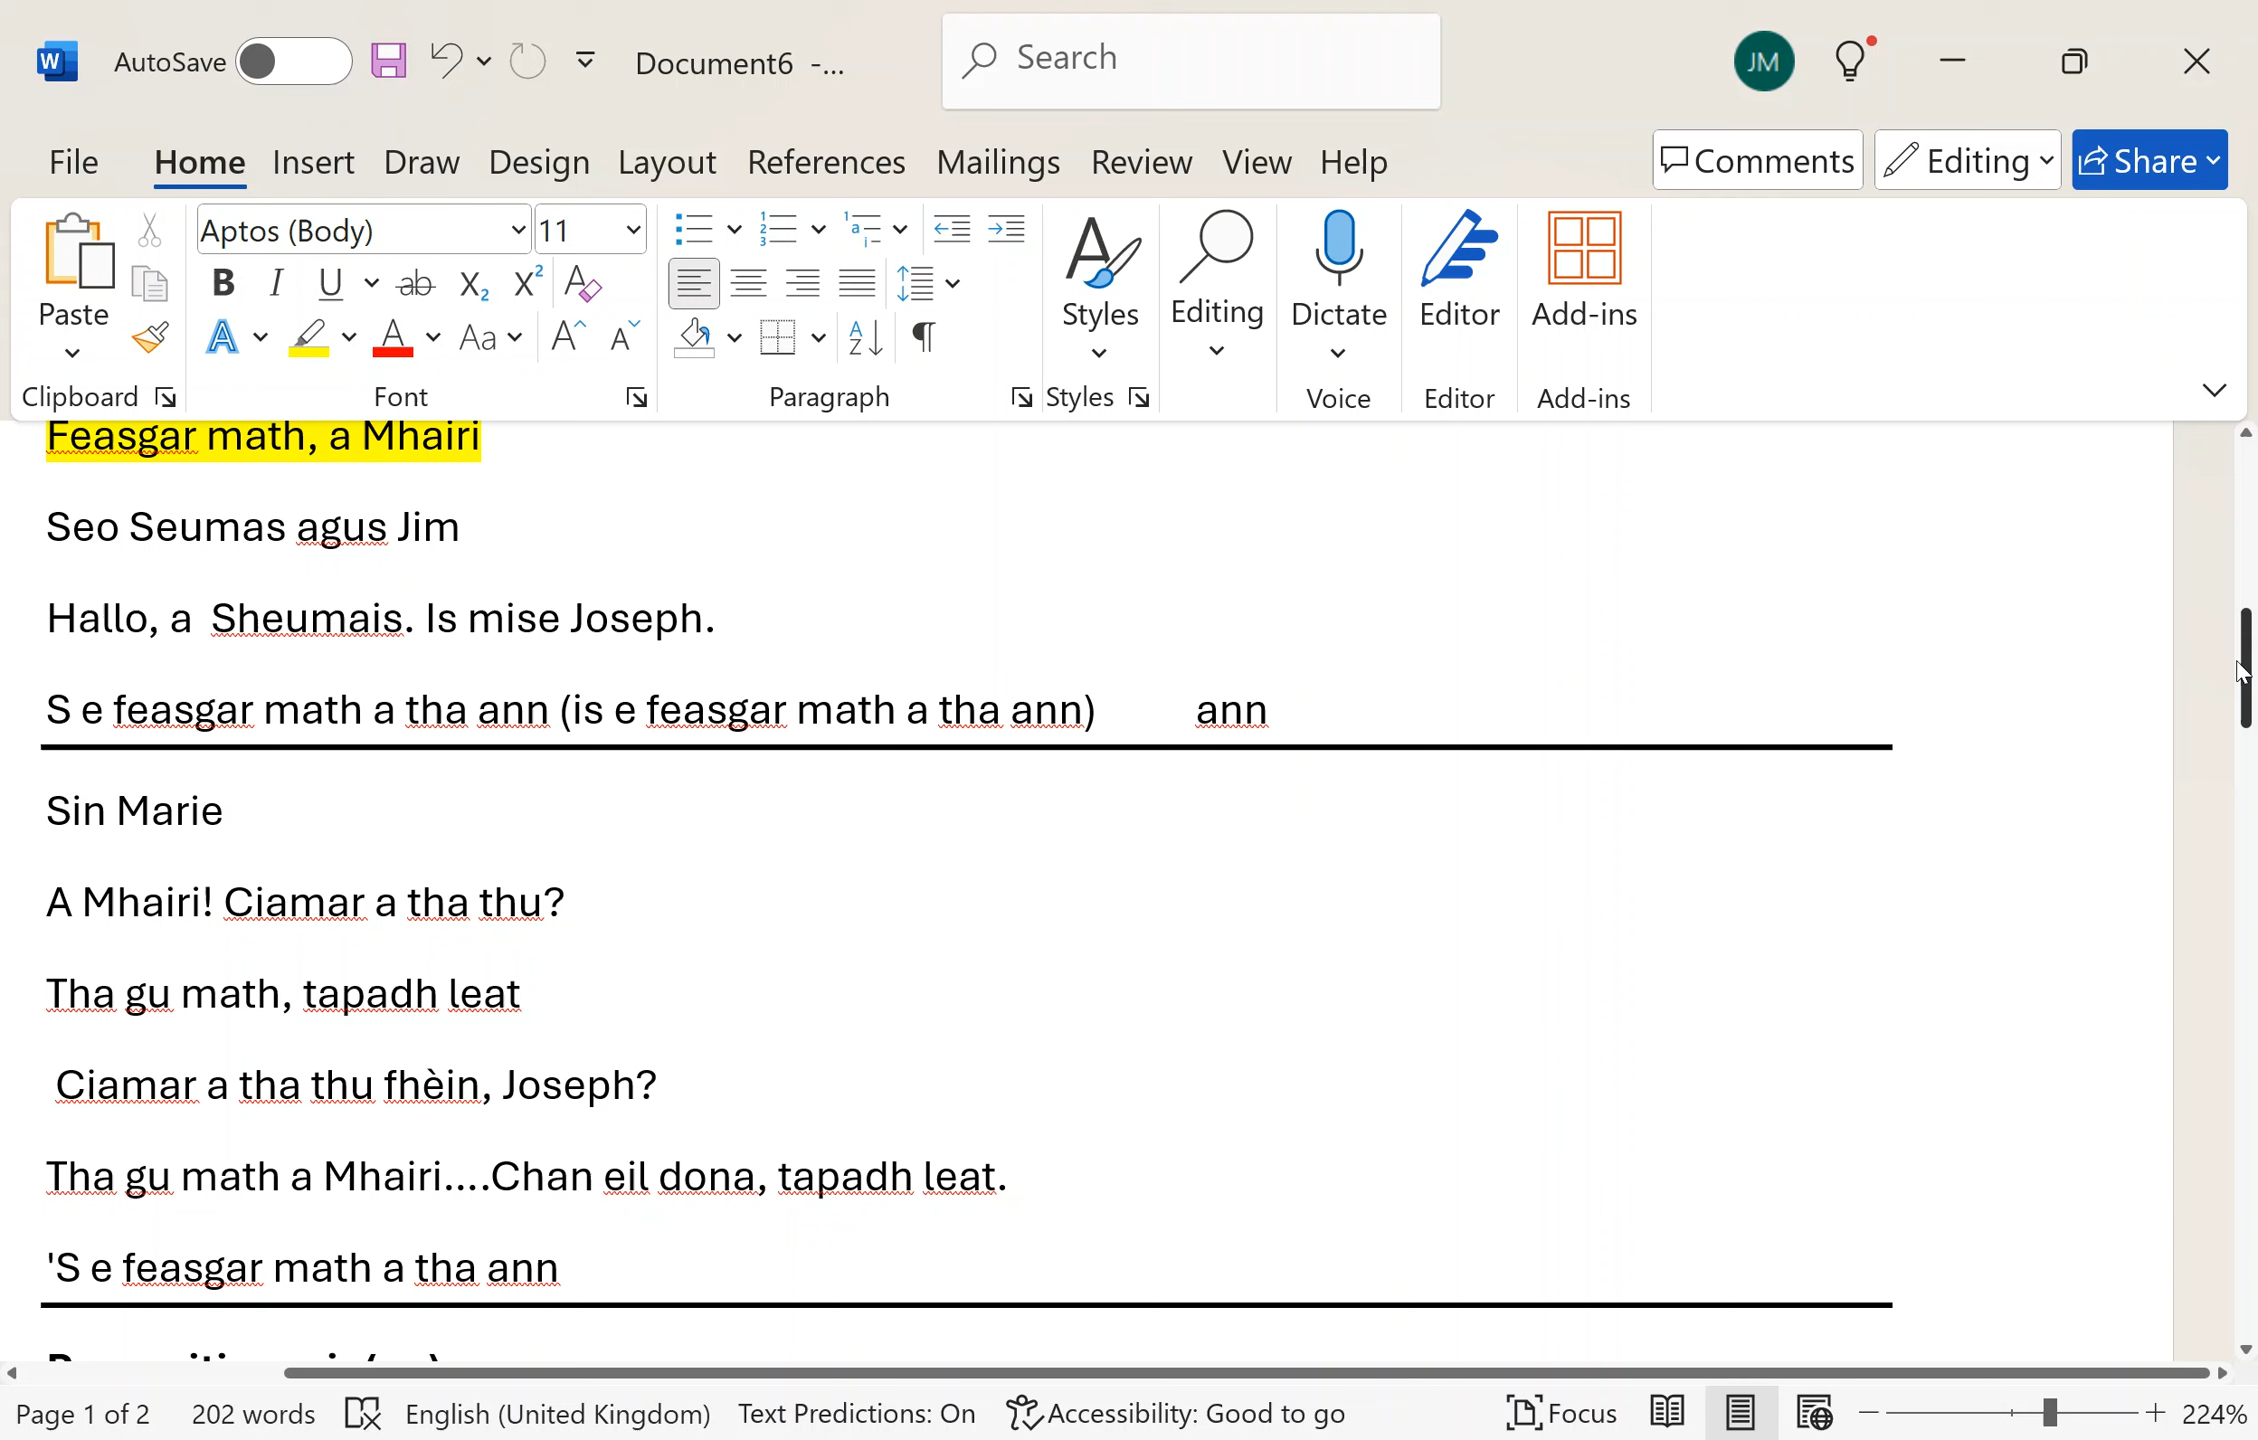 AutoSave
Document6 -...
Search
JM
File Home Insert Draw Design Layout References Mailings Review View Help
Comments Editing Share
Paste
Aptos (Body) 11
Styles
Editing
Dictate
Editor
Add-ins
Clipboard Font Paragraph Styles Voice Editor Add-ins
Feasgar math, a Mhairi
Seo Seumas agus Jim
Hallo, a  Sheumais. Is mise Joseph.
S e feasgar math a tha ann (is e feasgar math a tha ann) ann
Sin Marie
A Mhairi! Ciamar a tha thu?
Tha gu math, tapadh leat
Ciamar a tha thu fhèin, Joseph?
Tha gu math a Mhairi....Chan eil dona, tapadh leat.
'S e feasgar math a tha ann
Page 1 of 2 202 words English (United Kingdom) Text Predictions: On Accessibility: Good to go Focus 224%